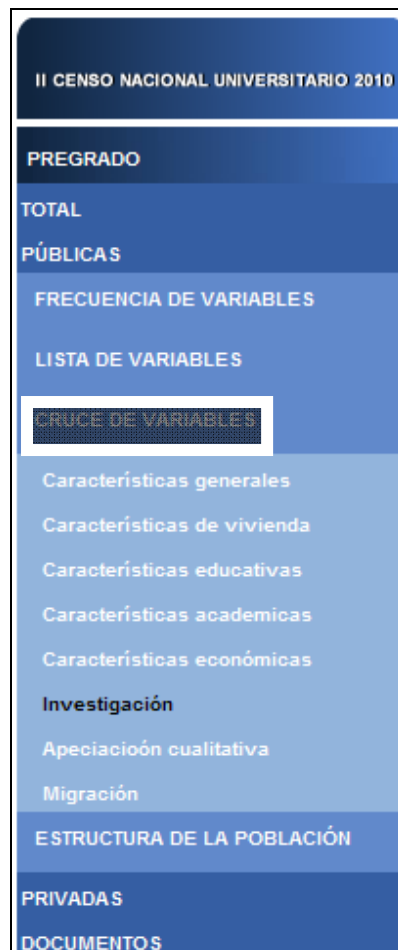 II CENSO NACIONAL UNIVERSITARIO 2010
PREGRADO
TOTAL
PÚBLICAS
FRECUENCIA DE VARIABLES
LISTA DE VARIABLES
CRUCE DE VARIABLES
Características generales
Características de vivienda
Características educativas
Características academicas
Características económicas
Investigación
Apeciacioón cualitativa
Migración
ESTRUCTURA DE LA POBLACIÓN
PRIVADAS
DOCUMENTOS